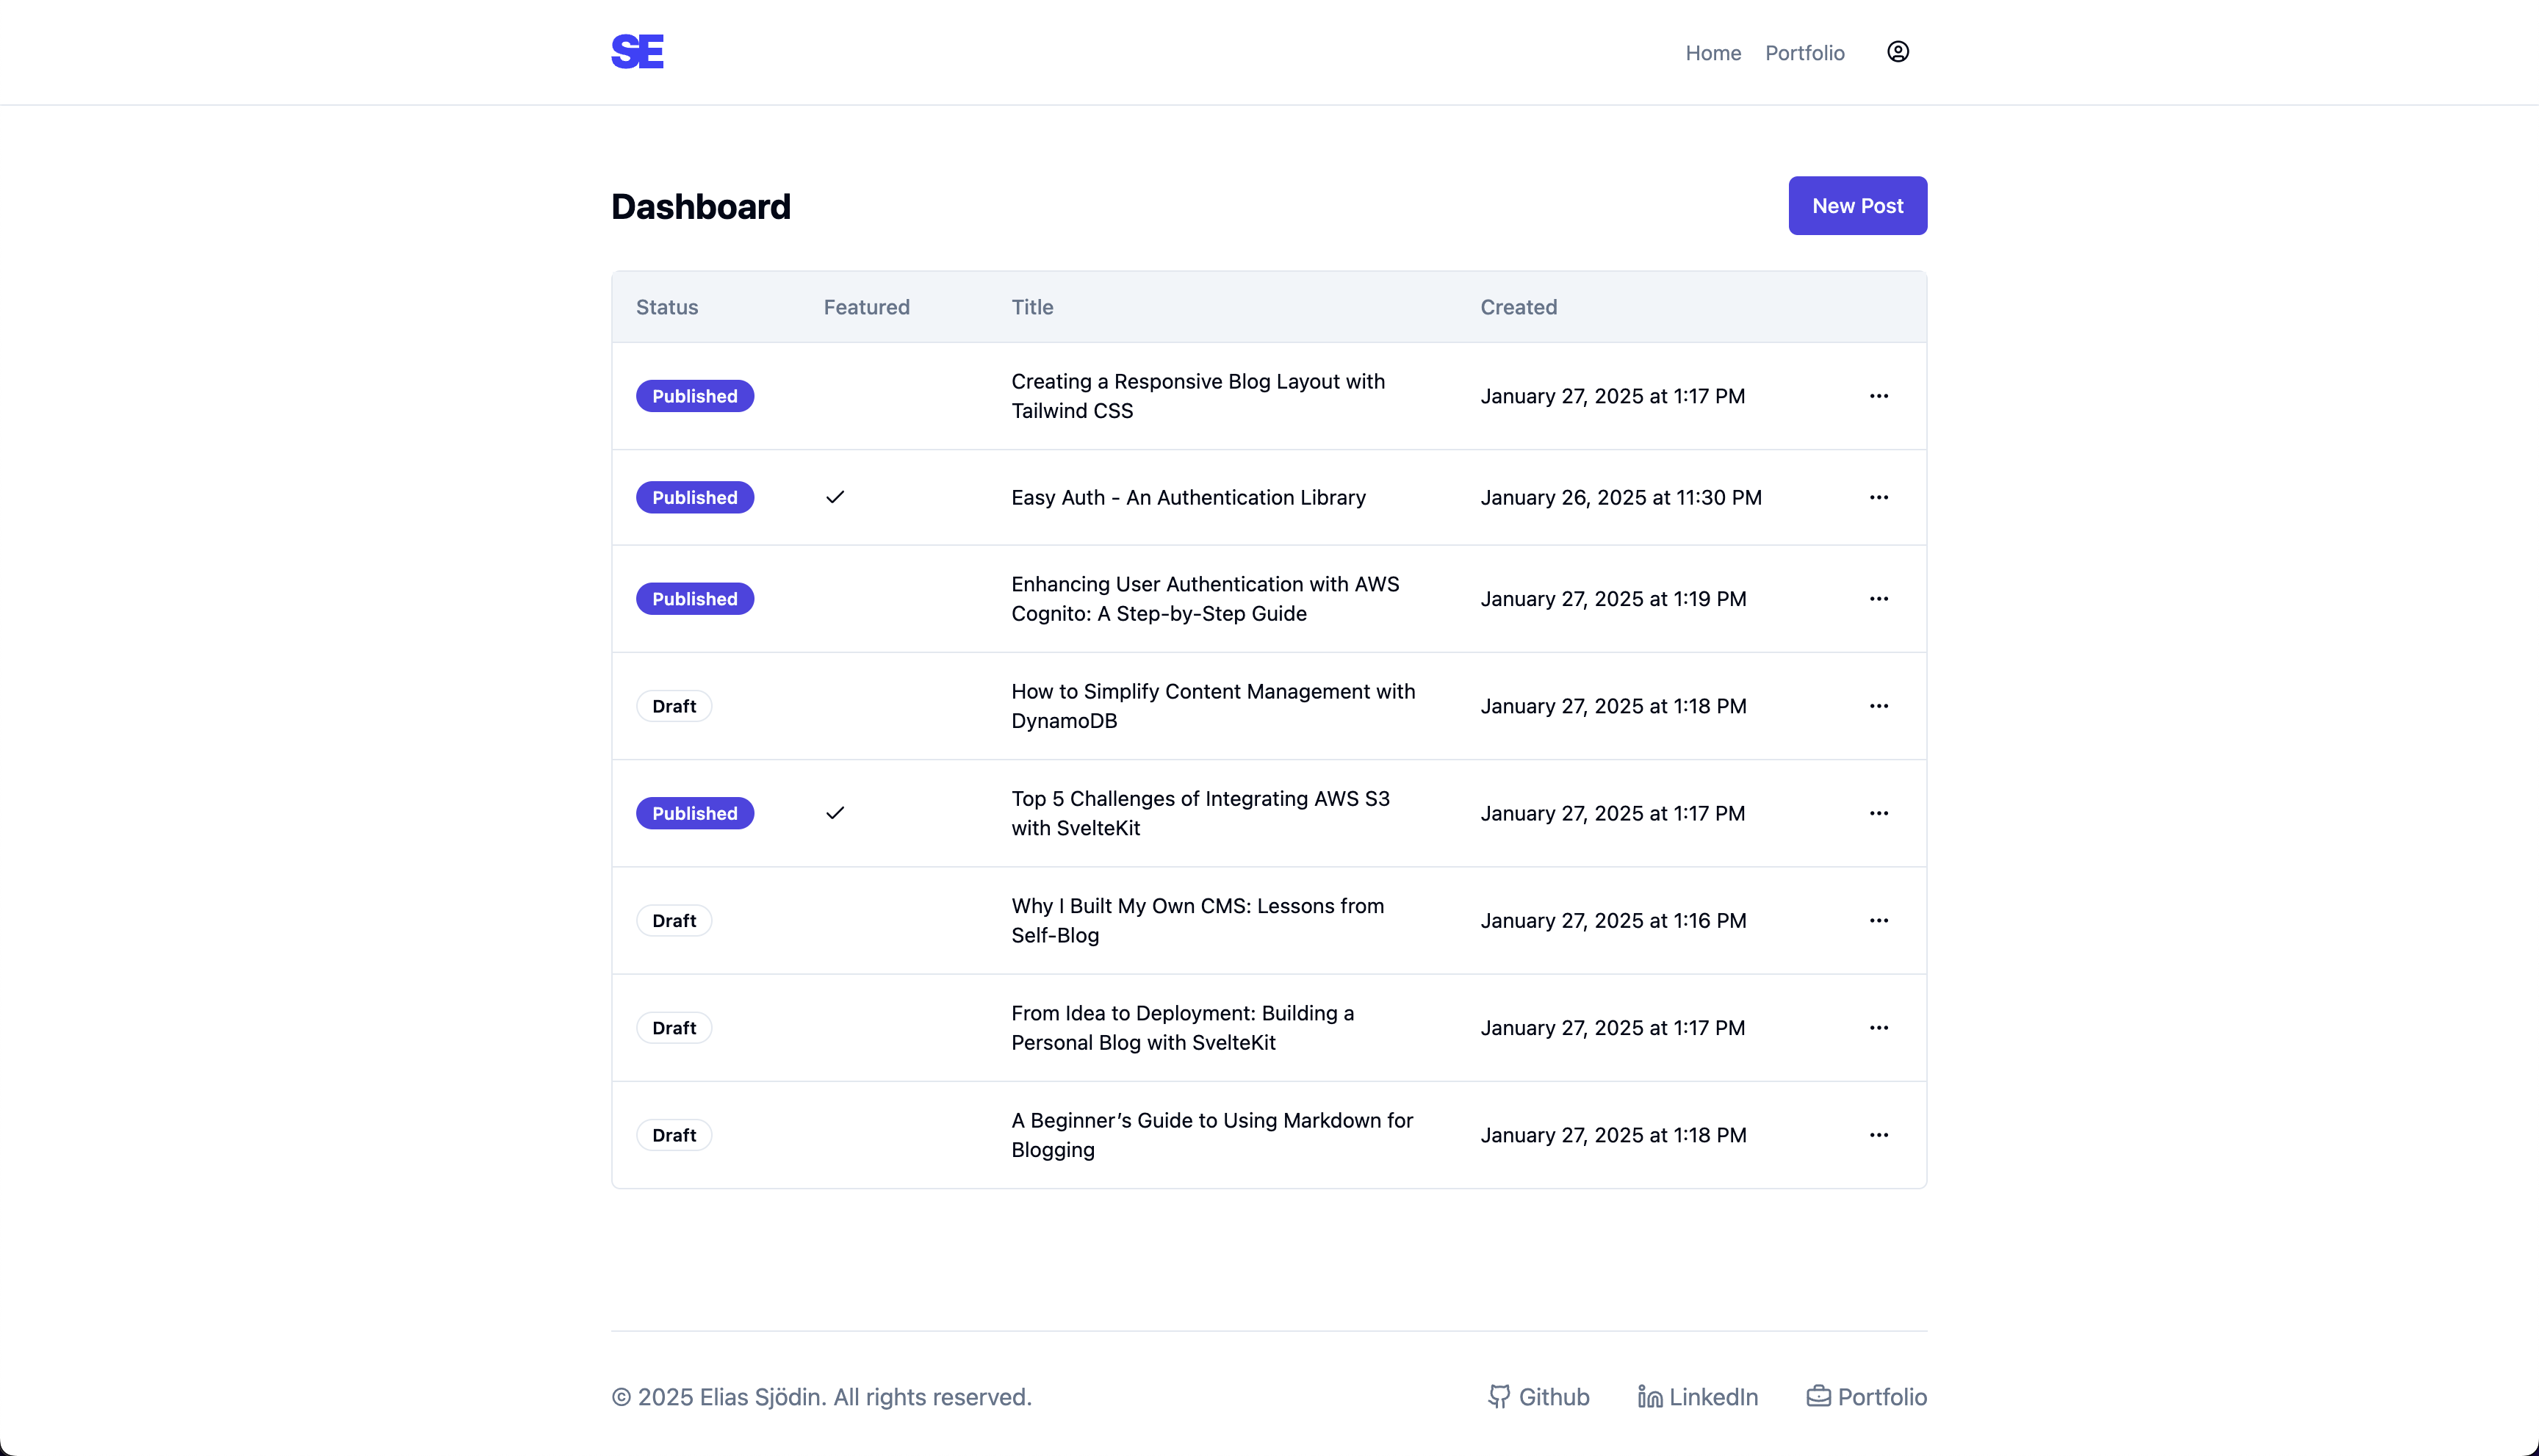 SE
Home Portfolio
Dashboard
New Post
Status Featured Title Created
Published Creating a Responsive Blog Layout with
Tailwind CSS January 27, 2025 at 1:17 PM
Published Easy Auth - An Authentication Library January 26, 2025 at 11:30 PM
Published Enhancing User Authentication with AWS
Cognito: A Step-by-Step Guide January 27, 2025 at 1:19 PM
Draft How to Simplify Content Management with
DynamoDB January 27, 2025 at 1:18 PM
Published Top 5 Challenges of Integrating AWS S3
with SvelteKit January 27, 2025 at 1:17 PM
Draft Why I Built My Own CMS: Lessons from
Self-Blog January 27, 2025 at 1:16 PM
Draft From Idea to Deployment: Building a
Personal Blog with SvelteKit January 27, 2025 at 1:17 PM
Draft A Beginner’s Guide to Using Markdown for
Blogging January 27, 2025 at 1:18 PM
© 2025 Elias Sjödin. All rights reserved. Github LinkedIn Portfolio